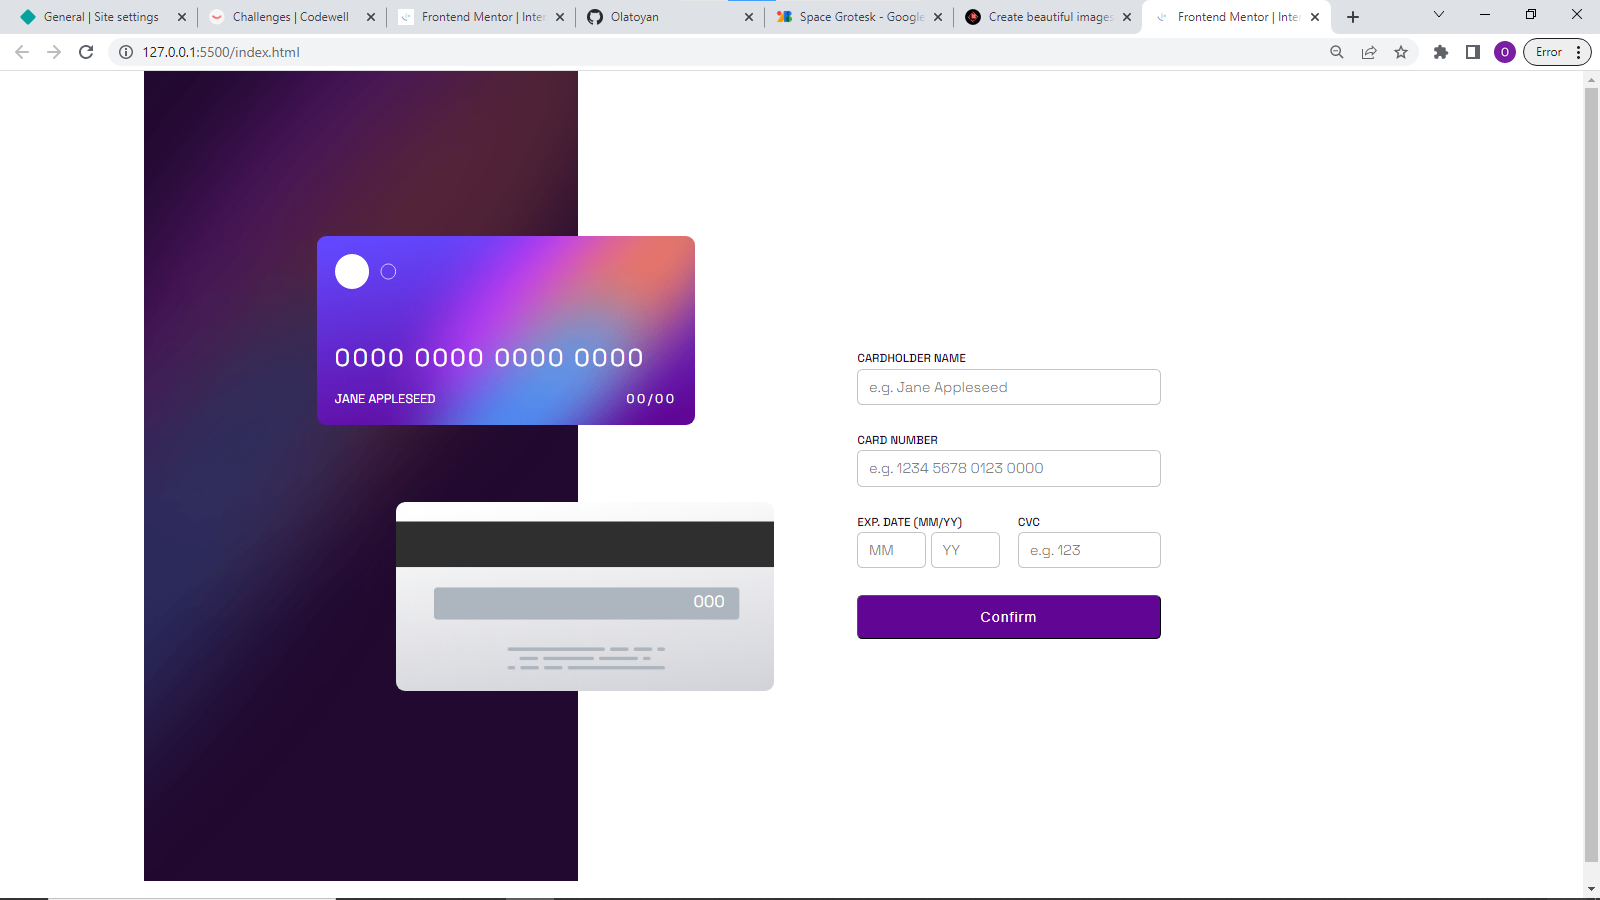 General | Site settings
Challenges | Codewell
Frontend Mentor | Inter
Olatoyan
Space Grotesk - Google
Create beautiful images
Frontend Mentor | Inter
127.0.0.1:5500/index.html
O
Error
0000 0000 0000 0000
JANE APPLESEED
00/00
000
CARDHOLDER NAME
e.g. Jane Appleseed
CARD NUMBER
e.g. 1234 5678 0123 0000
EXP. DATE (MM/YY)
CVC
MM
YY
e.g. 123
Confirm